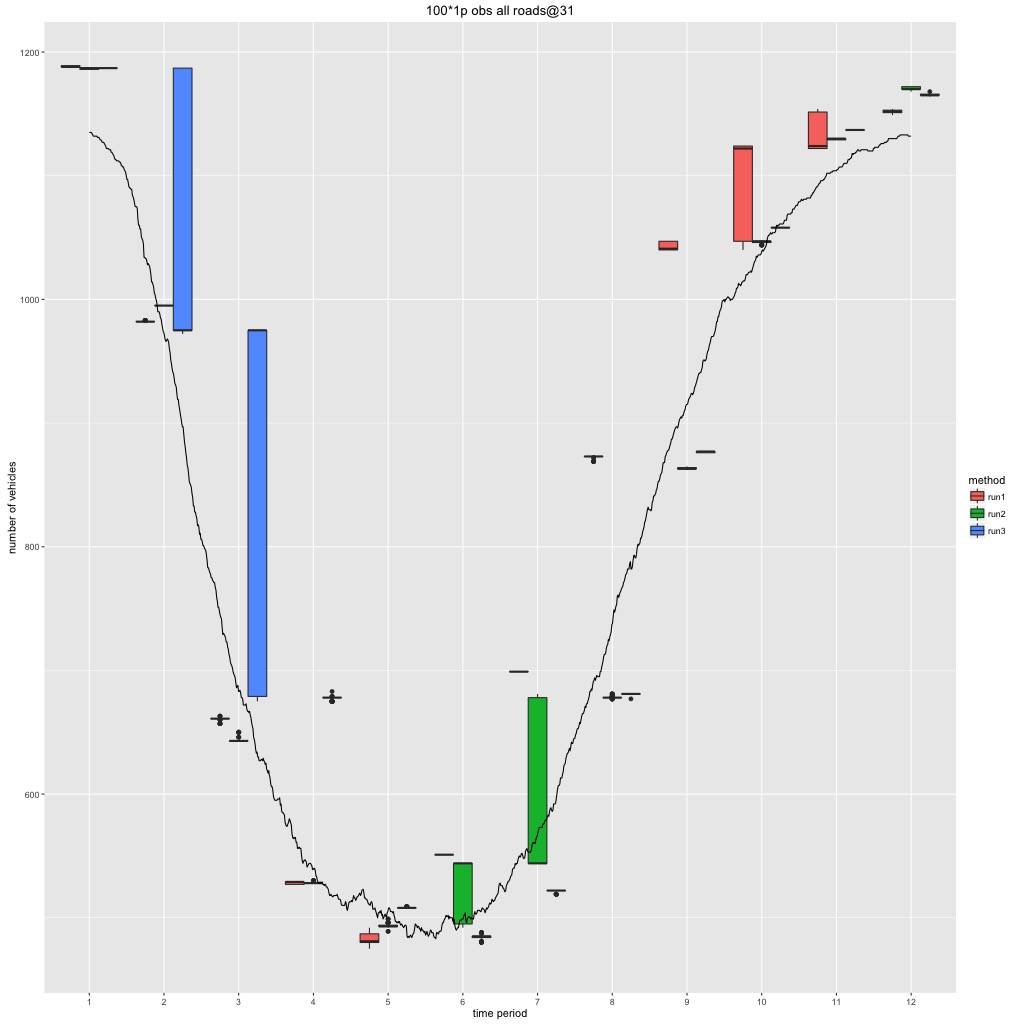 100*1p obs all roads@31
number of vehicles
1200
1000
800
600
1 2 3 4 5 6 7 8 9 10 11 12
time period
method
run1
run2
run3